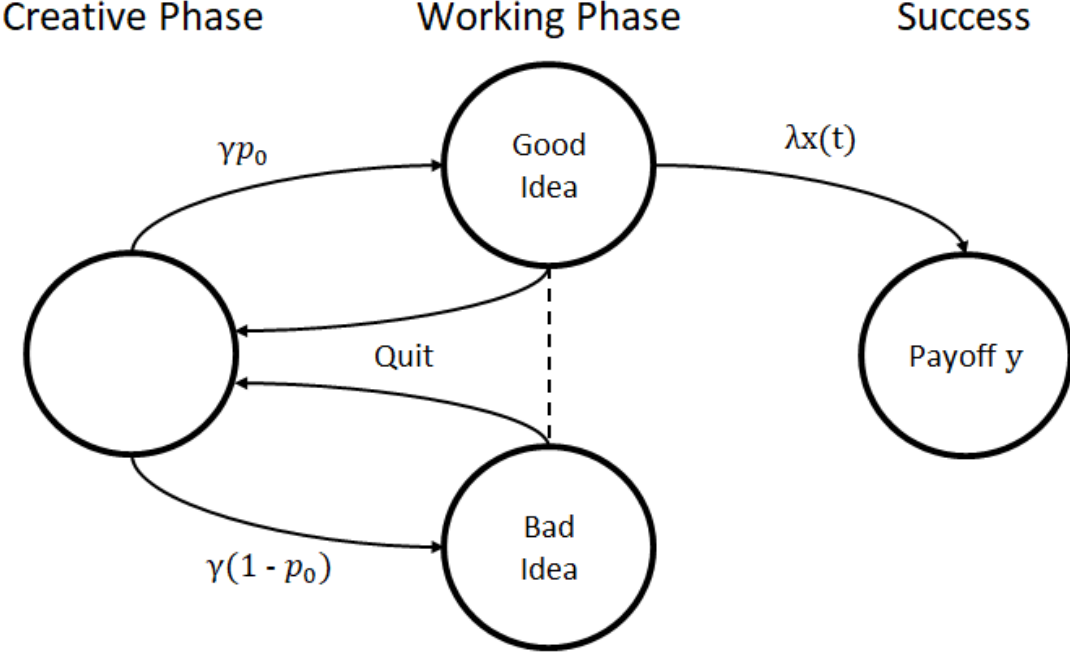 Creative Phase
Working Phase
Success
γp₀
Good
Idea
λx(t)
Quit
Payoff y
γ(1 - p₀)
Bad
Idea